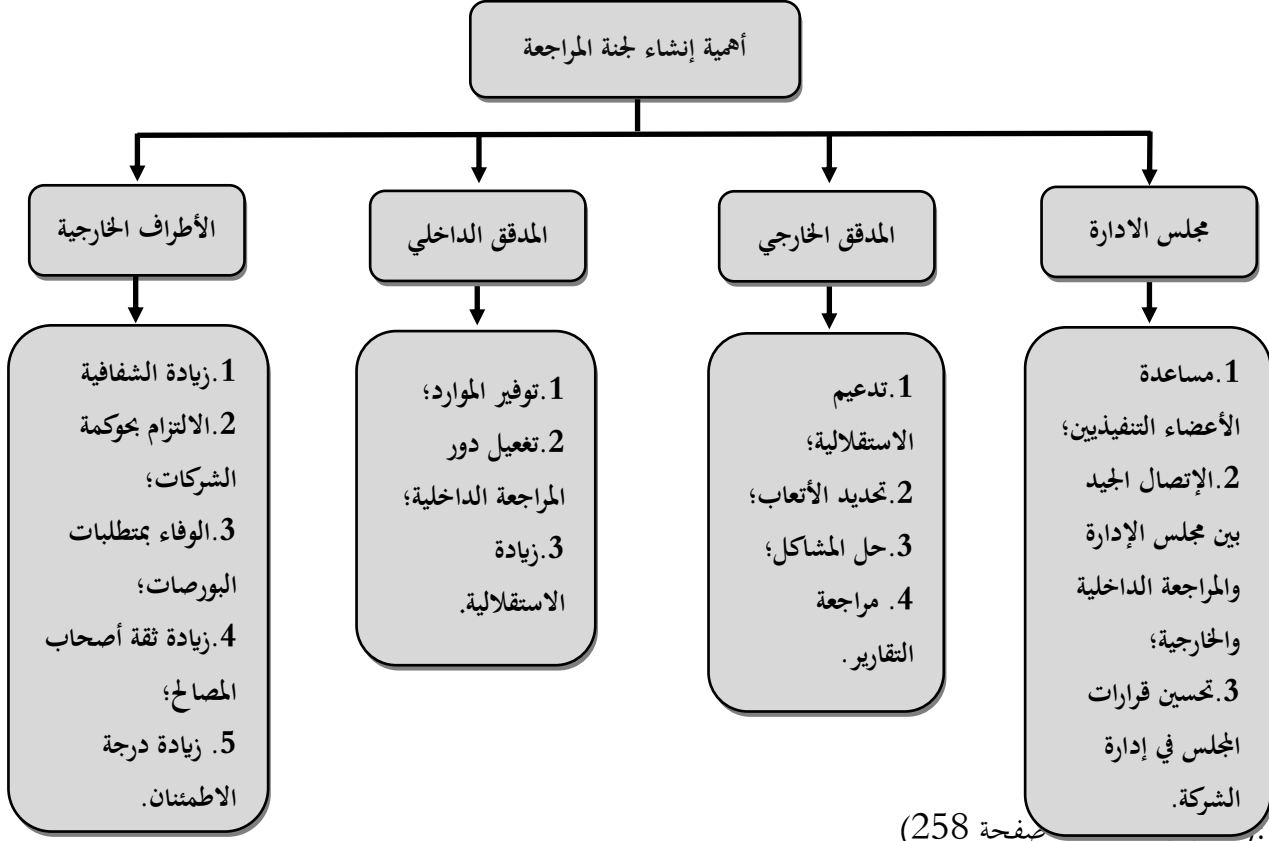 أهمية إنشاء لجنة المراجعة
مجلس الادارة
المدقق الخارجي
المدقق الداخلي
الأطراف الخارجية
1.مساعدة
الأعضاء التنفيذيين؛
2.الإتصال الجيد
بين مجلس الإدارة
والمراجعة الداخلية
والخارجية؛
3.تحسين قرارات
المجلس في إدارة
الشركة.
1.تدعيم
الاستقلالية؛
2.تحديد الأتعاب؛
3.حل المشاكل؛
4. مراجعة
التقارير.
1.توفير الموارد؛
2.تفعيل دور
المراجعة الداخلية؛
3.زيادة
الاستقلالية.
1.زيادة الشفافية
2.الالتزام بحوكمة
الشركات؛
3.الوفاء بمتطلبات
البورصات؛
4.زيادة ثقة أصحاب
المصالح؛
5. زيادة درجة
الاطمئنان.
صفحة 258)